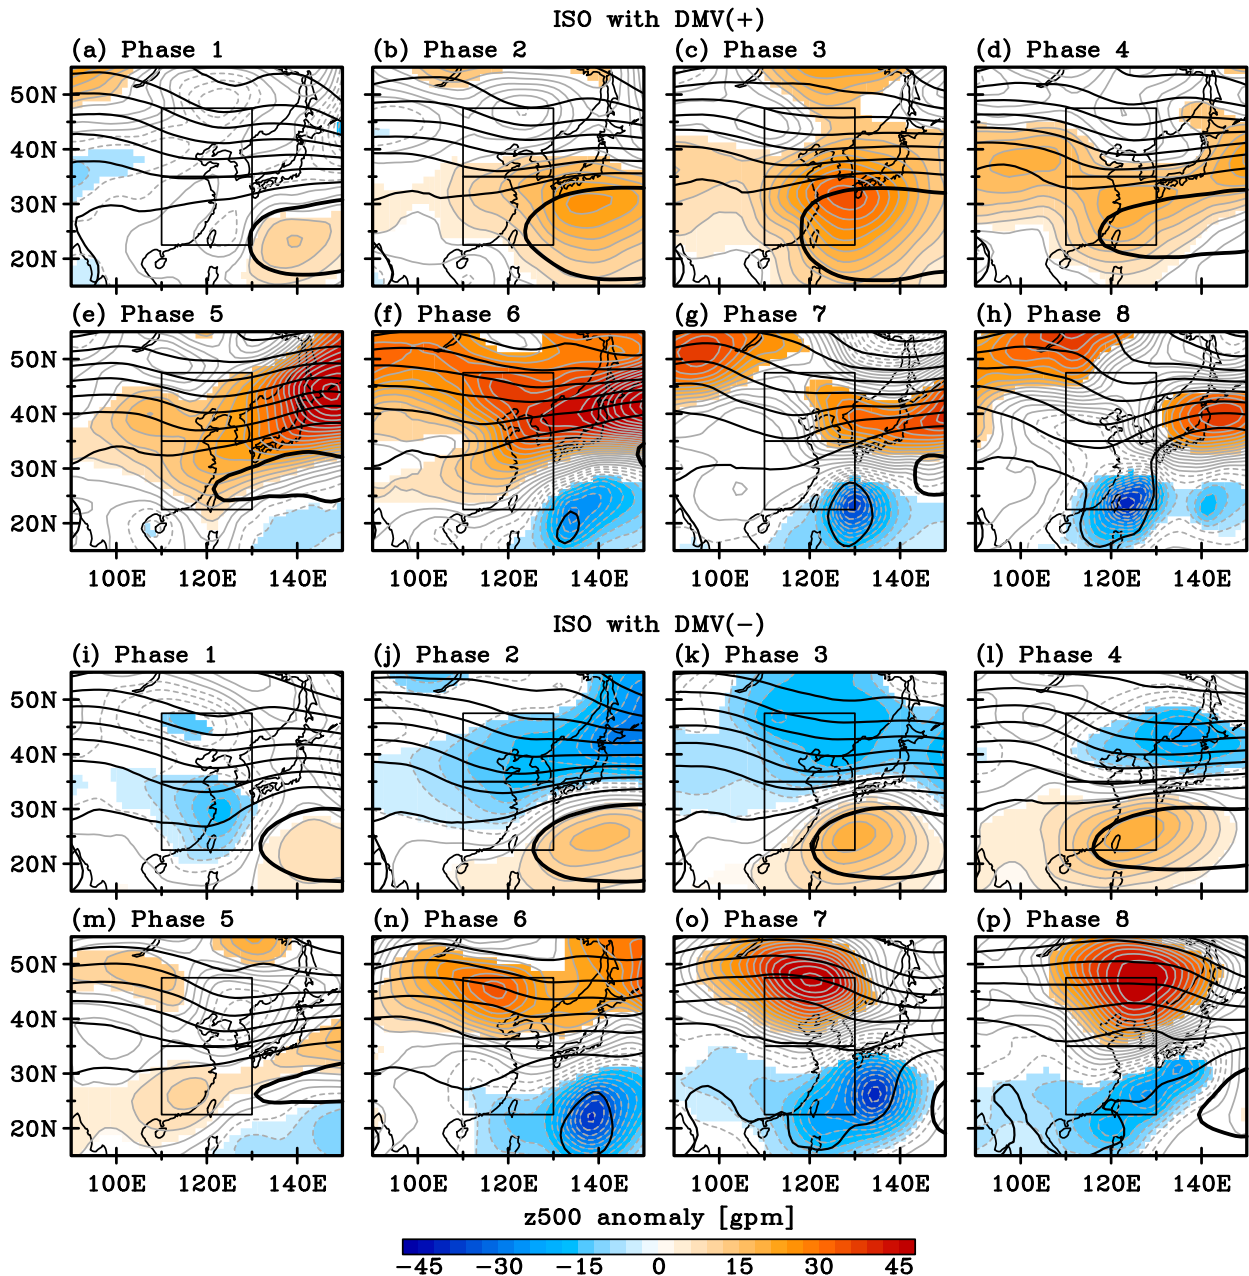 ISO with DMV(+)
(a) Phase 1 (b) Phase 2 (c) Phase 3 (d) Phase 4
50N
40N
30N
20N
(e) Phase 5 (f) Phase 6 (g) Phase 7 (h) Phase 8
50N
40N
30N
20N
100E 120E 140E 100E 120E 140E 100E 120E 140E 100E 120E 140E
ISO with DMV(−)
(i) Phase 1 (j) Phase 2 (k) Phase 3 (l) Phase 4
50N
40N
30N
20N
(m) Phase 5 (n) Phase 6 (o) Phase 7 (p) Phase 8
50N
40N
30N
20N
100E 120E 140E 100E 120E 140E 100E 120E 140E 100E 120E 140E
z500 anomaly [gpm]
−45 −30 −15 0 15 30 45